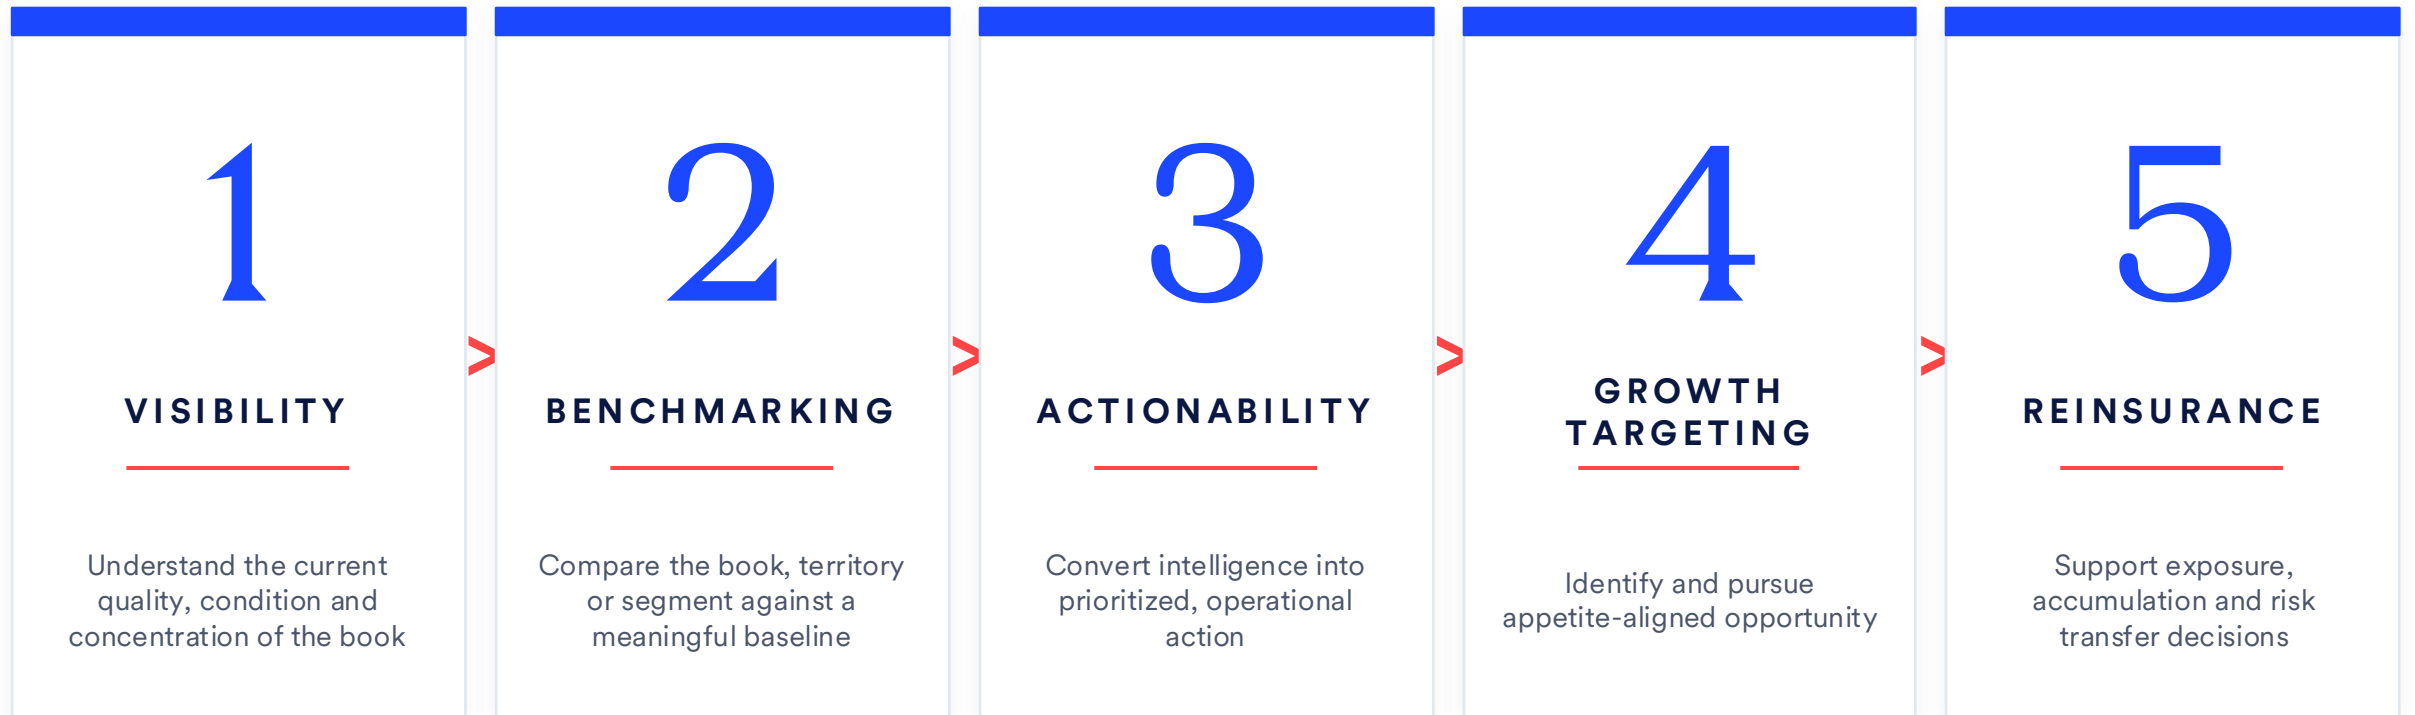 1
VISIBILITY
Understand the current
quality, condition and
concentration of the book
>
2
BENCHMARKING
Compare the book, territory
or segment against a
meaningful baseline
>
3
ACTIONABILITY
Convert intelligence into
prioritized, operational
action
>
4
GROWTH
TARGETING
Identify and pursue
appetite-aligned opportunity
>
5
REINSURANCE
Support exposure,
accumulation and risk
transfer decisions